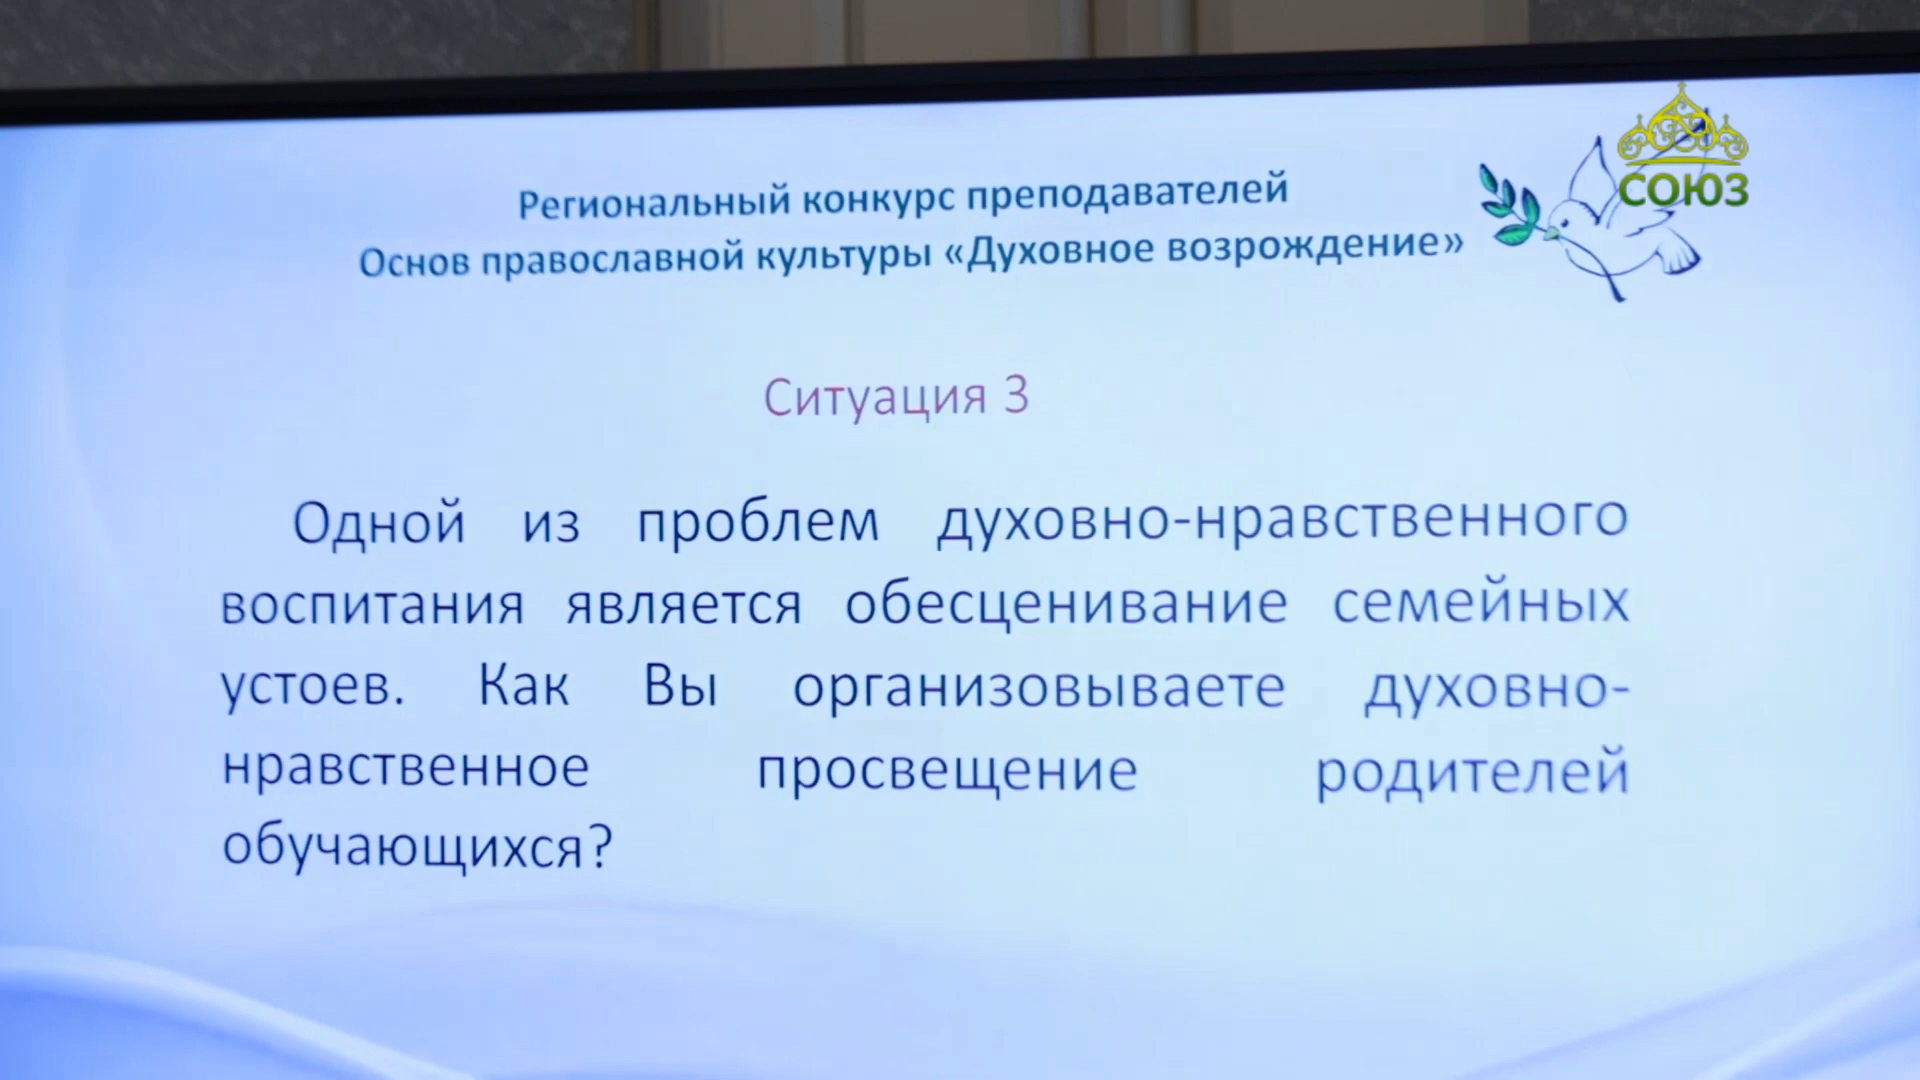 СОЮЗ
Региональный конкурс преподавателей
Основ православной культуры «Духовное возрождение»
Ситуация 3
Одной из проблем духовно-нравственного
воспитания является обесценивание семейных
устоев. Как Вы организовываете духовно-
нравственное просвещение родителей
обучающихся?